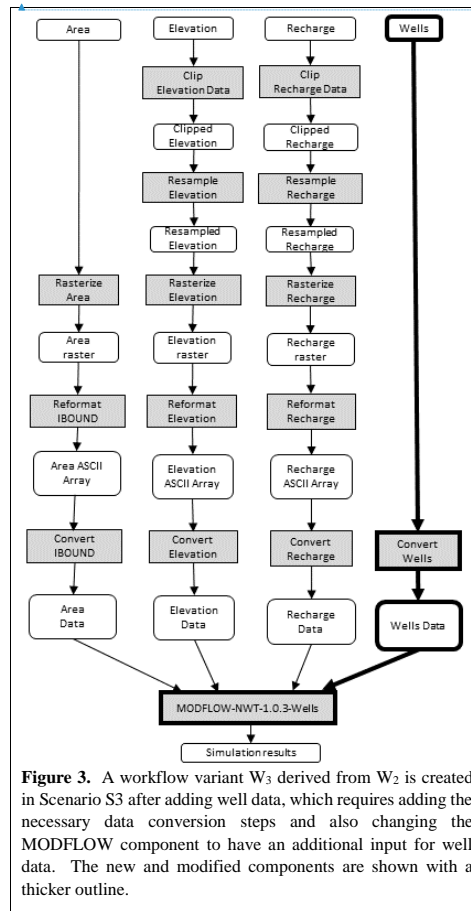 Area
Elevation
Recharge
Wells
Clip
Elevation Data
Clip
Recharge Data
Clipped
Elevation
Clipped
Recharge
Resample
Elevation
Resample
Recharge
Resampled
Elevation
Resampled
Recharge
Rasterize
Area
Rasterize
Elevation
Rasterize
Recharge
Area
raster
Elevation
raster
Recharge
raster
Reformat
IBOUND
Reformat
Elevation
Reformat
Recharge
Area ASCII
Array
Elevation
ASCII Array
Recharge
ASCII Array
Convert
IBOUND
Convert
Elevation
Convert
Recharge
Convert
Wells
Area
Data
Elevation
Data
Recharge
Data
Wells Data
MODFLOW-NWT-1.0.3-Wells
Simulation results
Figure 3. A workflow variant W3 derived from W2 is created
in Scenario S3 after adding well data, which requires adding the
necessary data conversion steps and also changing the
MODFLOW component to have an additional input for well
data. The new and modified components are shown with a
thicker outline.